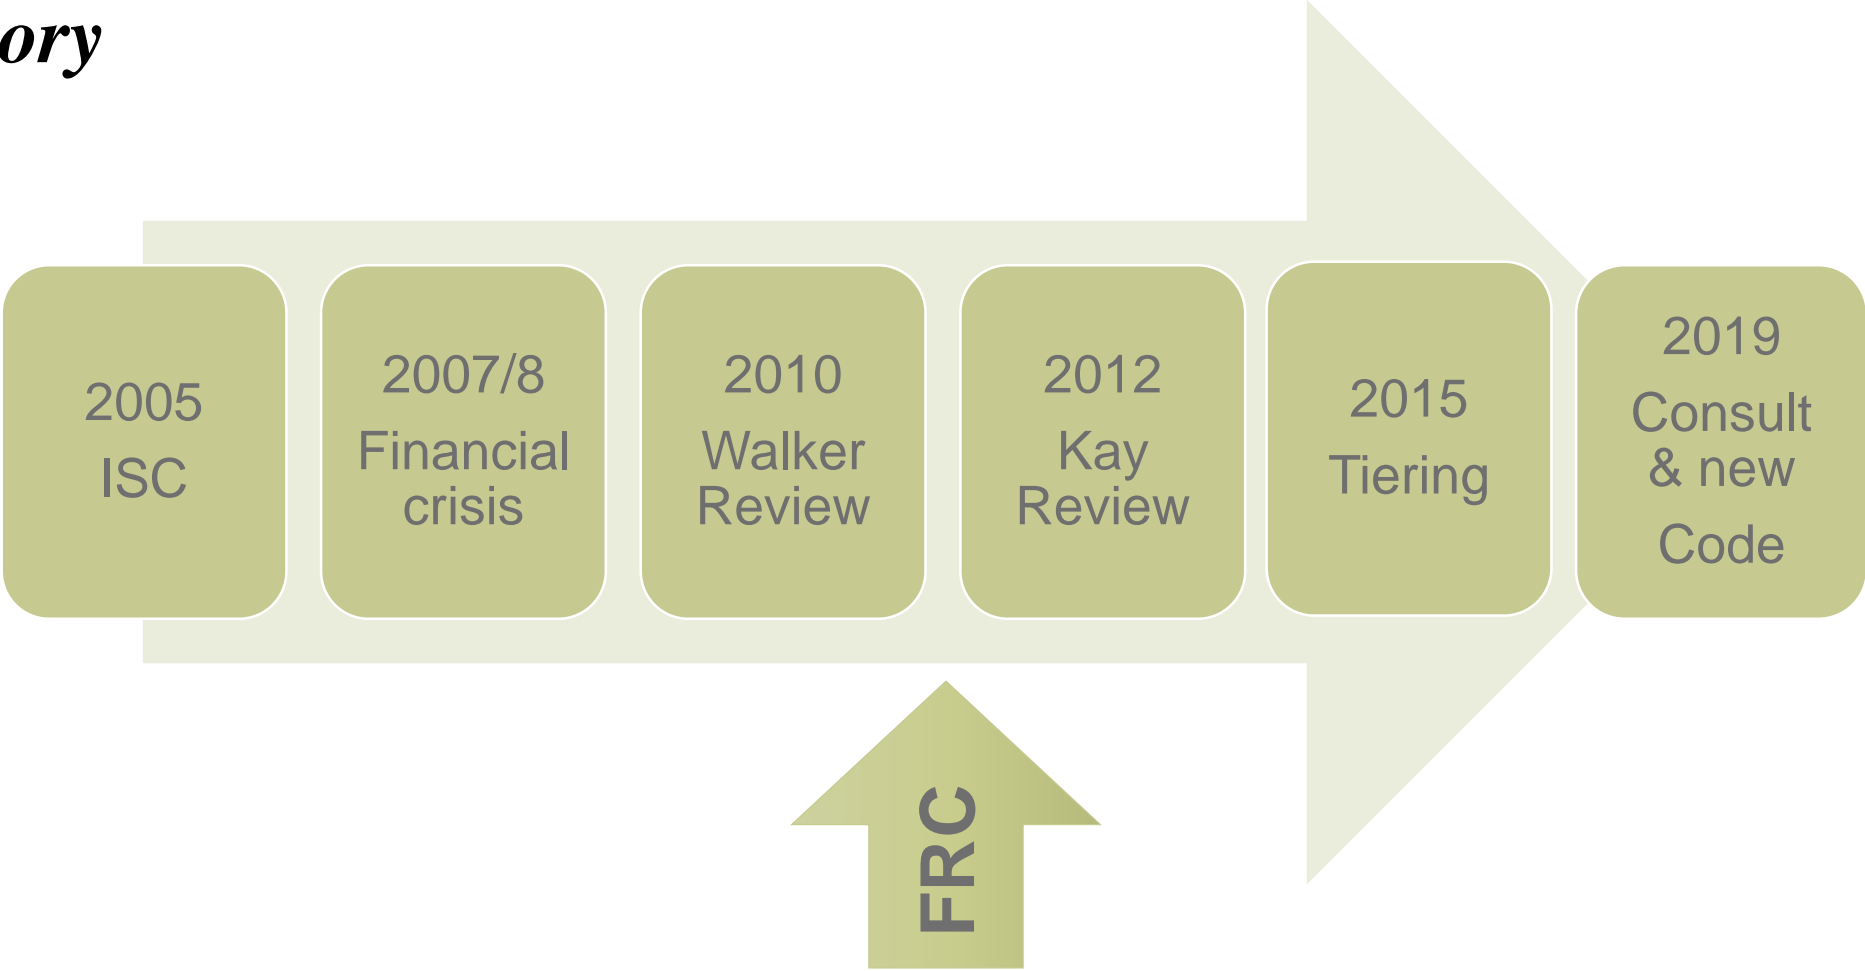 ory
2005
ISC
2007/8
Financial
crisis
2010
Walker
Review
2012
Kay
Review
2015
Tiering
2019
Consult
& new
Code
FRC